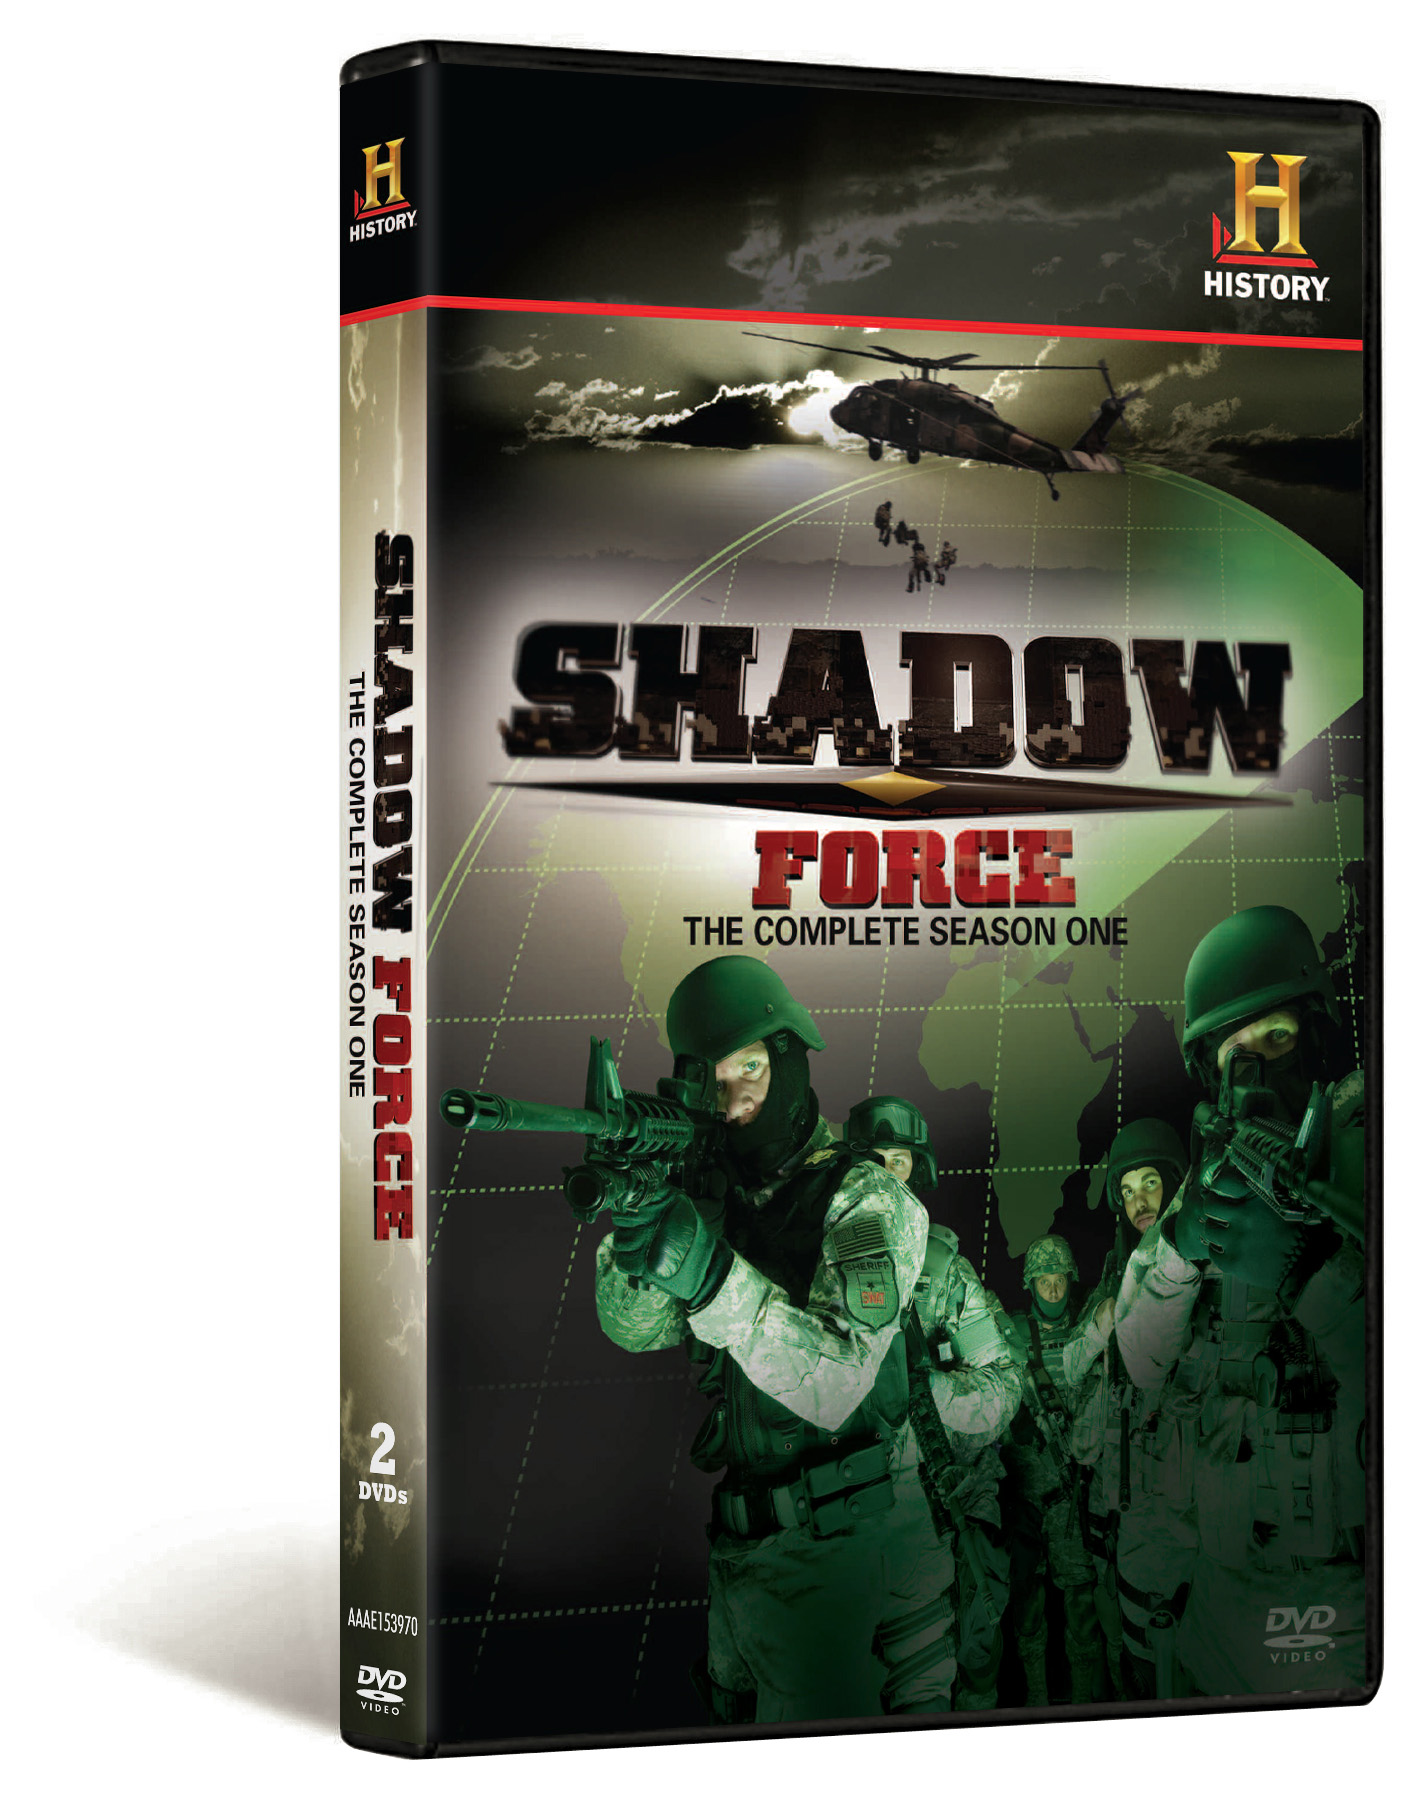 HISTORY
SHADOW FORCE
THE COMPLETE SEASON ONE
2
DVDs
AAAE153970
DVD
VIDEO
HISTORY
SHADOW
FORCE
THE COMPLETE SEASON ONE
SHERIFF
SWAT
DVD
VIDEO